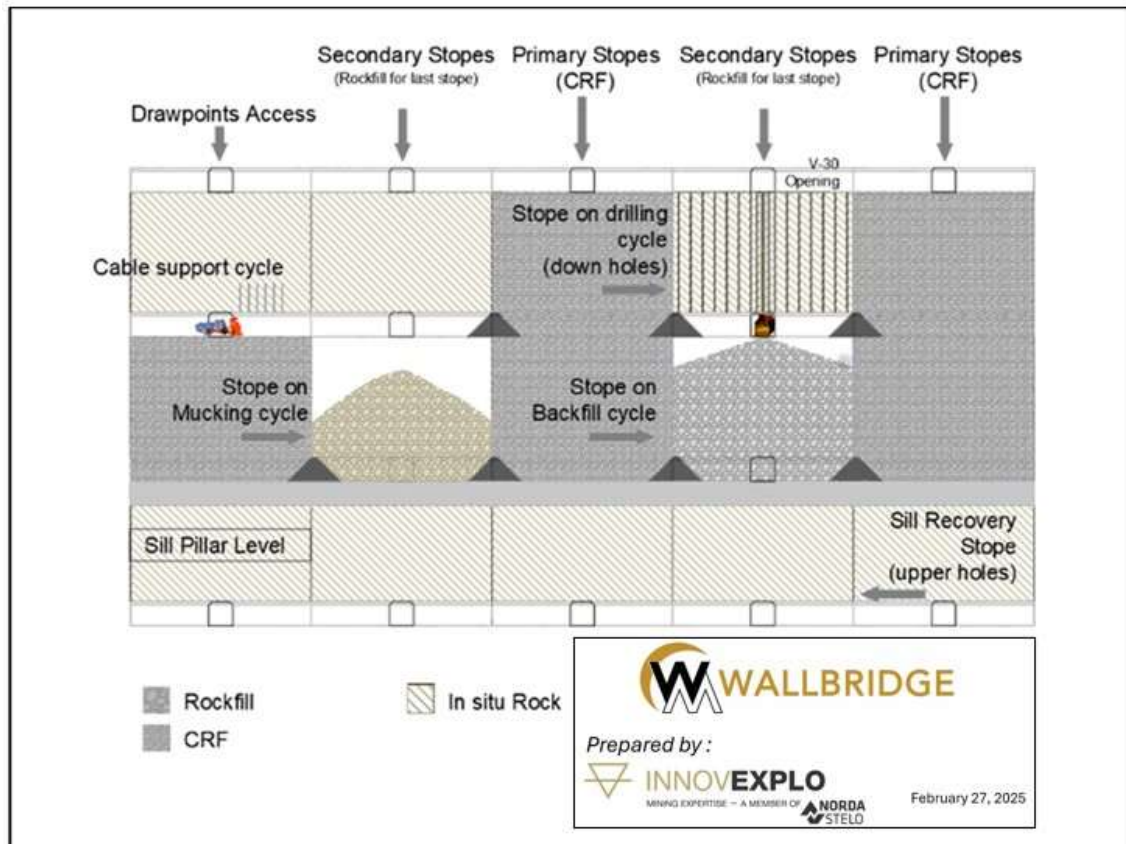 Secondary Stopes
(Rockfill for last stope)
Primary Stopes
(CRF)
Secondary Stopes
(Rockfill for last stope)
Primary Stopes
(CRF)
Drawpoints Access
V-30
Opening
Stope on drilling
cycle
(down holes)
Cable support cycle
Stope on
Mucking cycle
Stope on
Backfill cycle
Sill Pillar Level
Sill Recovery
Stope
(upper holes)
Rockfill
In situ Rock
CRF
WALLBRIDGE
Prepared by :
INNOVEXPLO
MINING EXPERTISE – A MEMBER OF NORDA
STELO
February 27, 2025